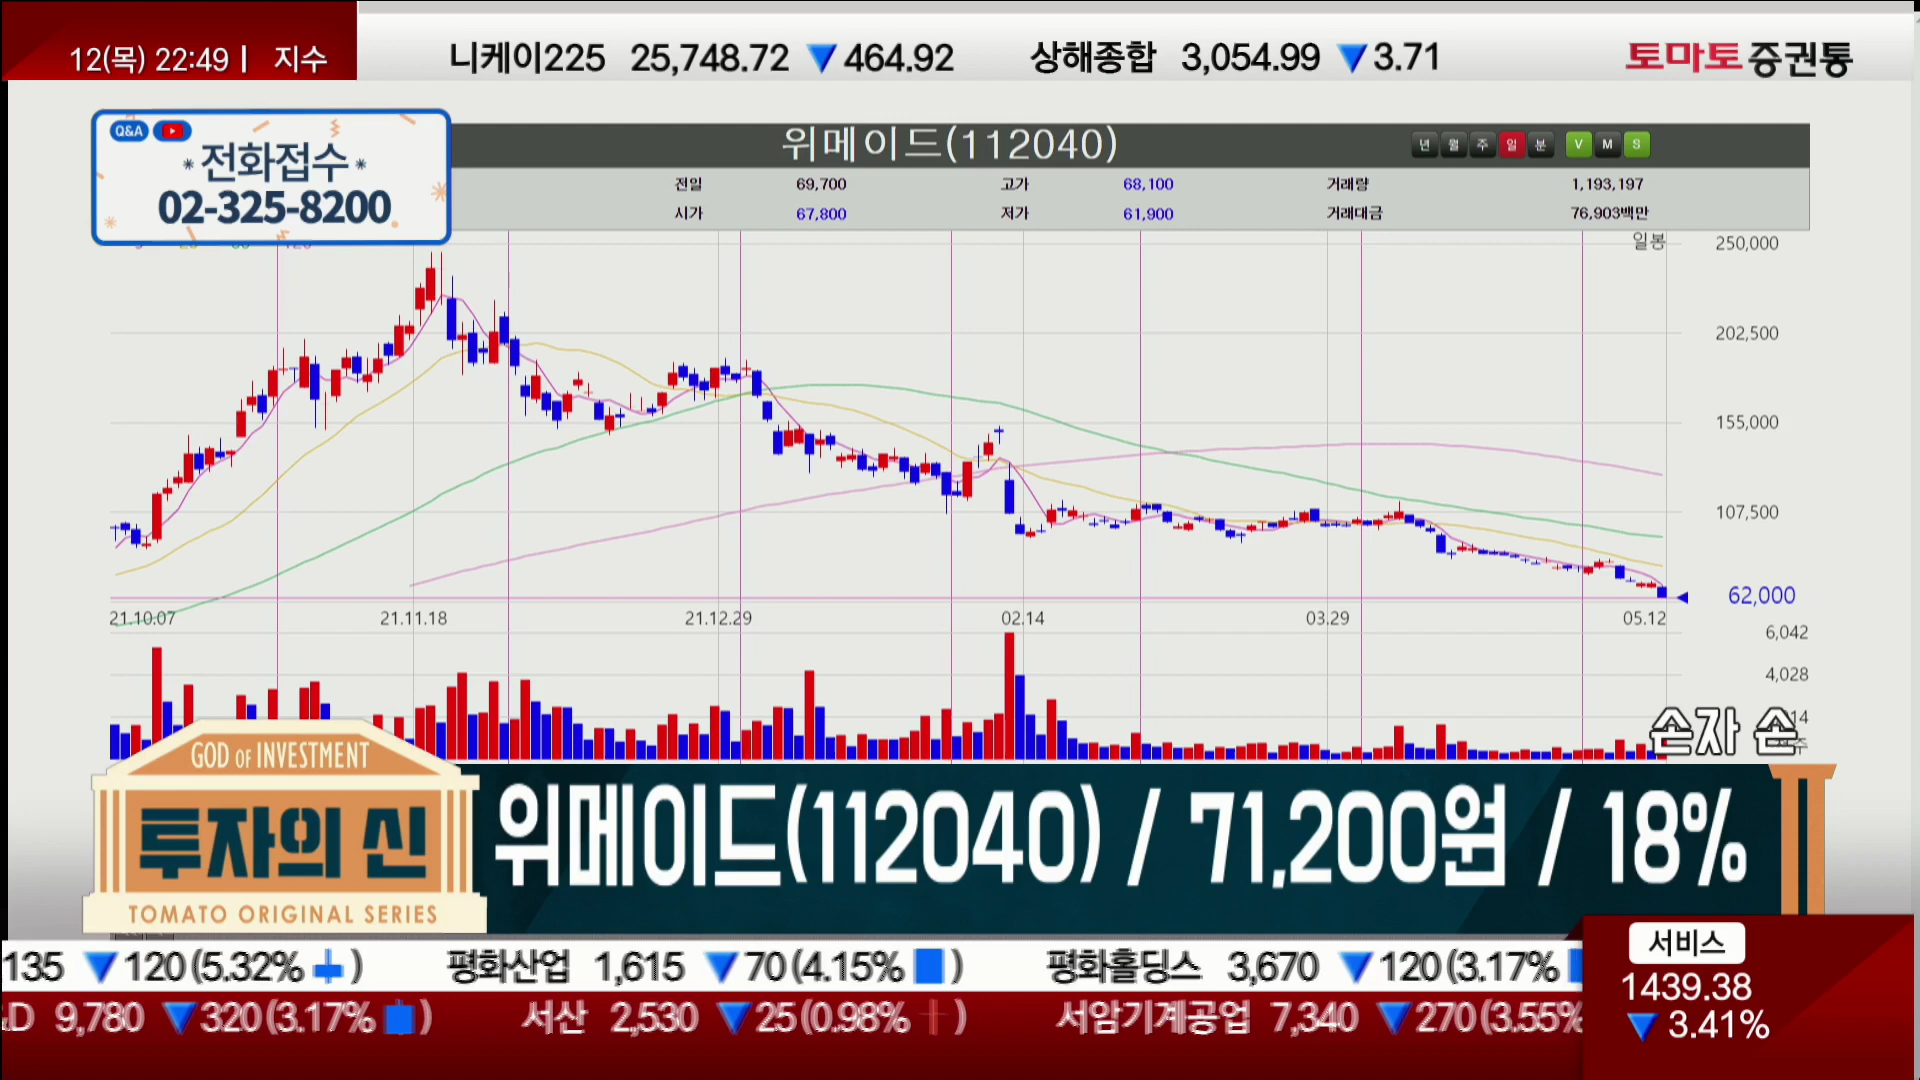 12(목) 22:49 | 지수
니케이225 25,748.72 ▼464.92 상해종합 3,054.99 ▼3.71
토마토증권통
Q&A
*전화접수*
02-325-8200
위메이드(112040)
년 월 주 일 분 V M S
전일 69,700 고가 68,100 거래량 1,193,197
시가 67,800 저가 61,900 거래대금 76,903백만
일봉
250,000
202,500
155,000
107,500
62,000
21.10.07 21.11.18 21.12.29 02.14 03.29 05.12
6,042
4,028
14
손자 손
GOD OF INVESTMENT
투자의 신
TOMATO ORIGINAL SERIES
위메이드(112040) / 71,200원 / 18%
135 ▼120(5.32% ) 평화산업 1,615 ▼70(4.15% ) 평화홀딩스 3,670 ▼120(3.17%
&D 9,780 ▼320(3.17% ) 서산 2,530 ▼25(0.98% ) 서암기계공업 7,340 ▼270(3.55%
서비스
1439.38
▼3.41%